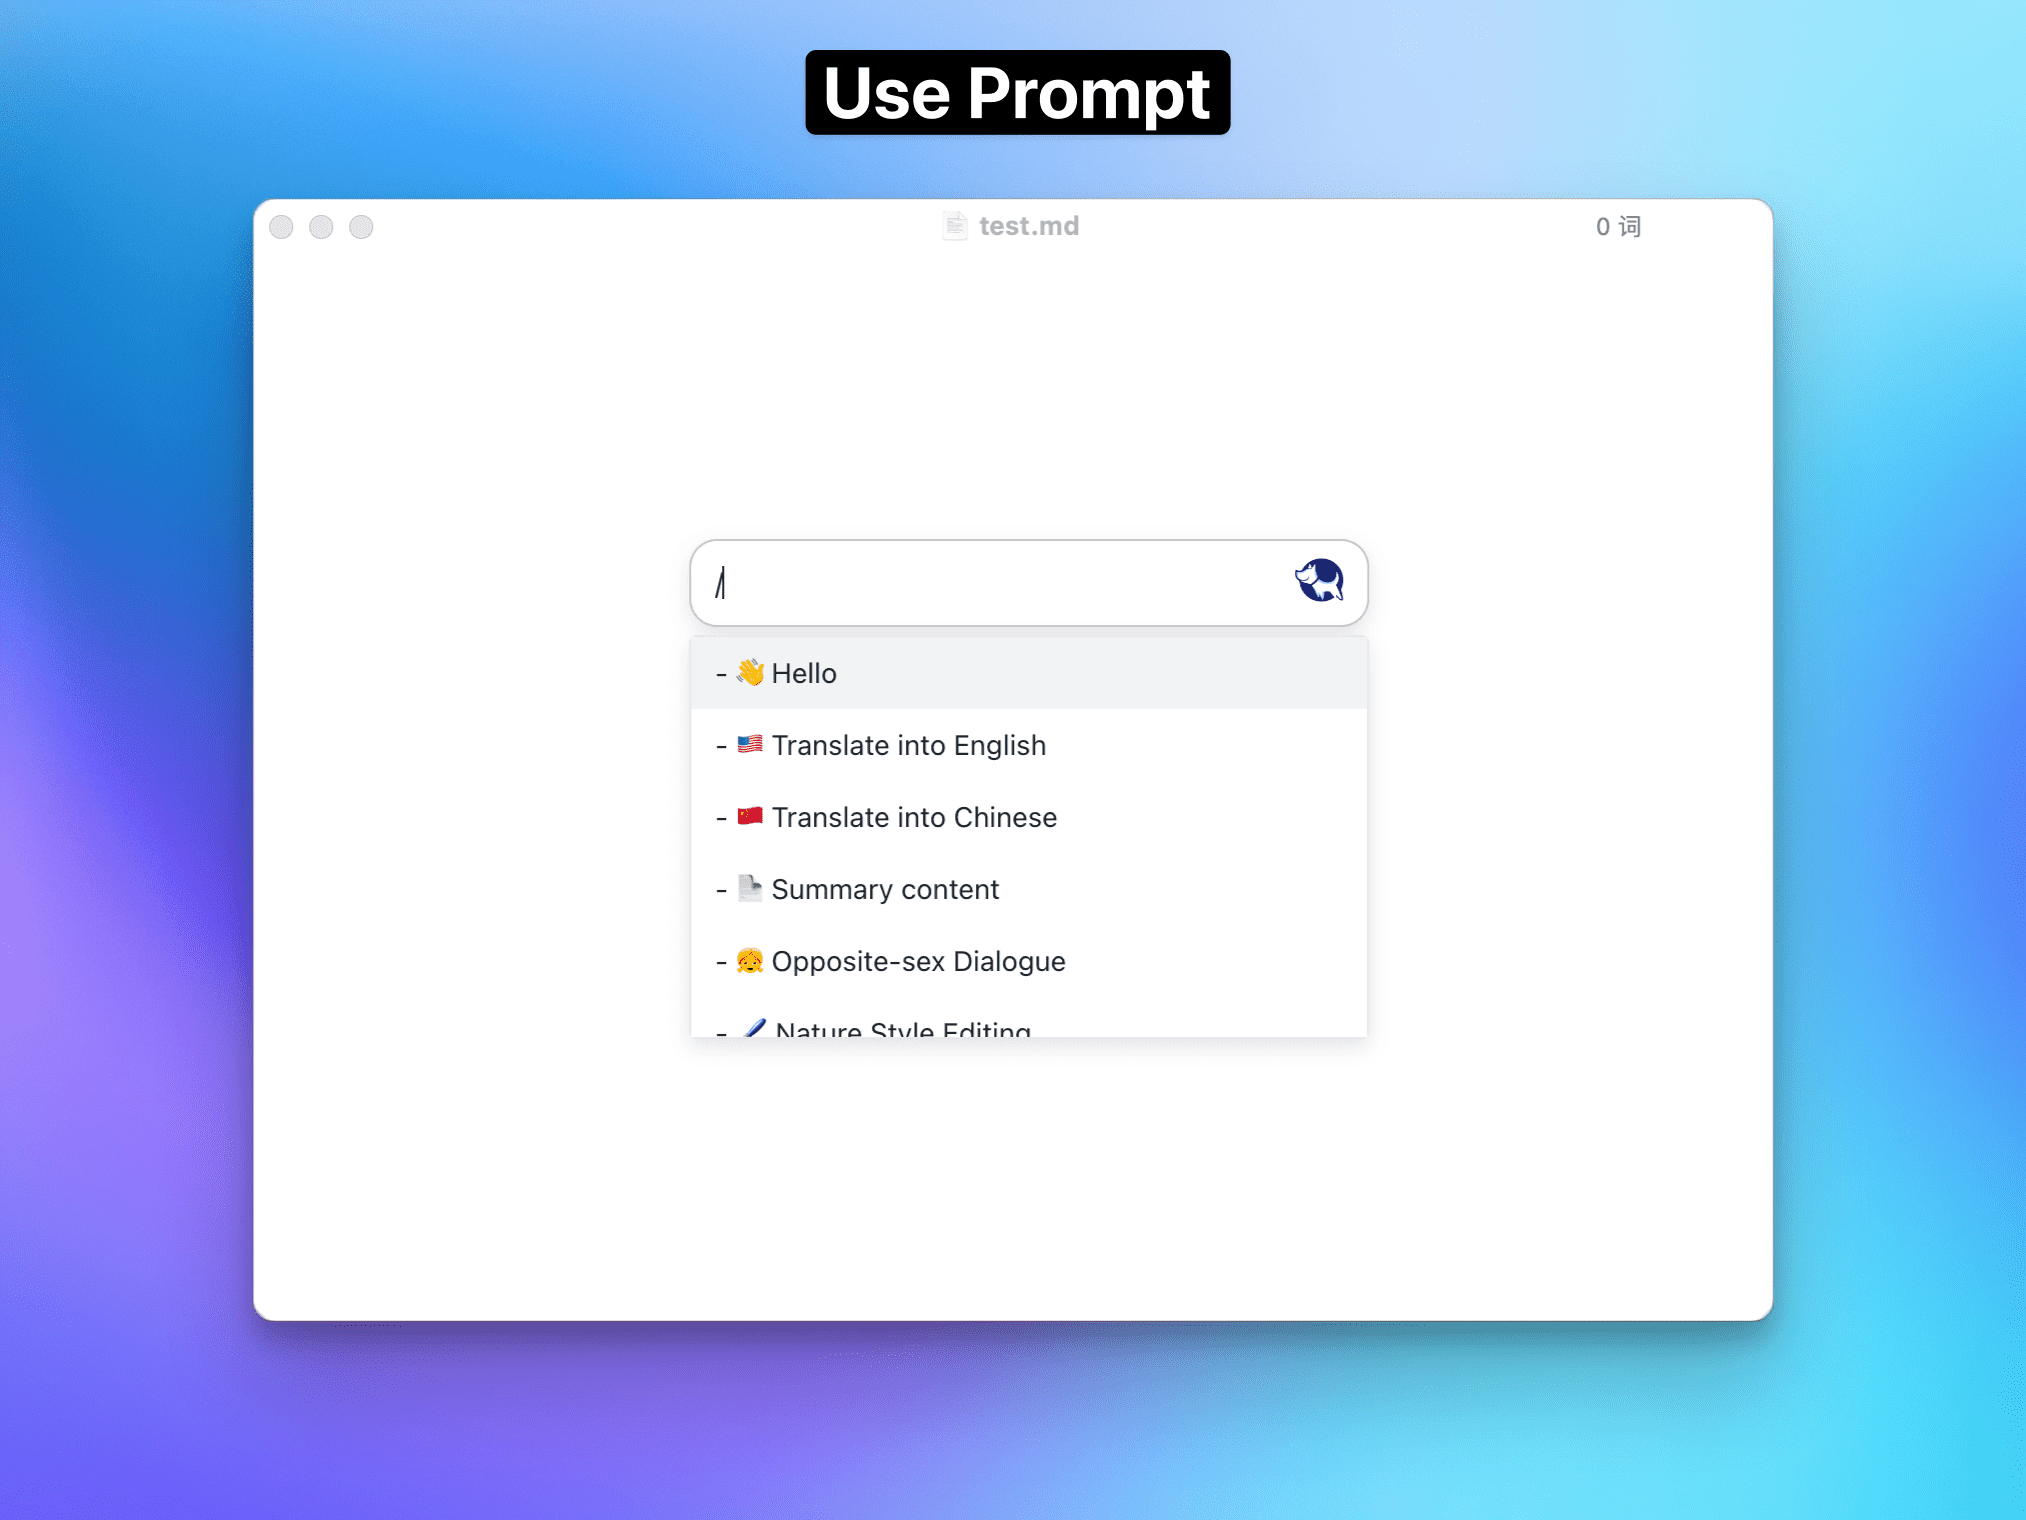 Use Prompt
test.md
0 词
/
- 👋 Hello
- 🇺🇸 Translate into English
- 🇨🇳 Translate into Chinese
- 📄 Summary content
- 👧 Opposite-sex Dialogue
- 🖊️ Nature Style Editing